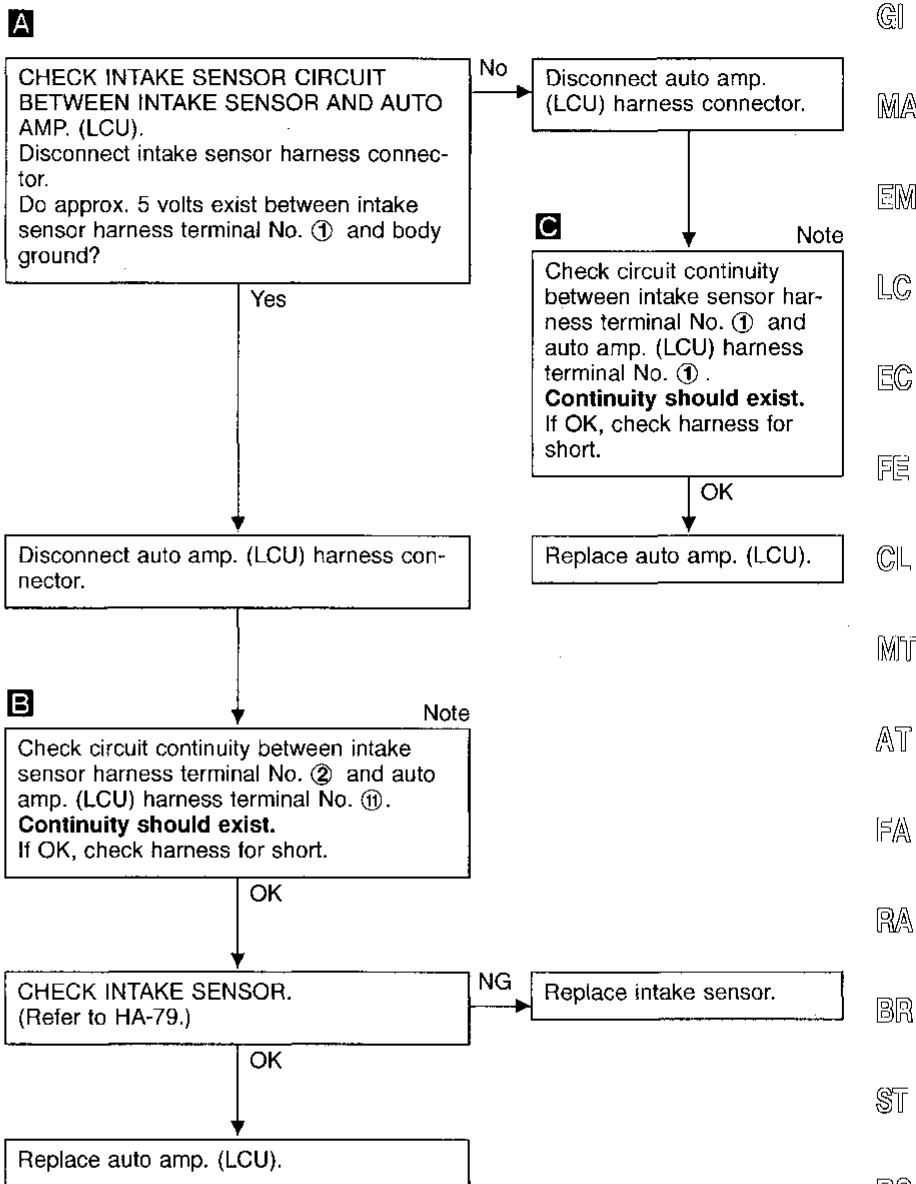 A
CHECK INTAKE SENSOR CIRCUIT
BETWEEN INTAKE SENSOR AND AUTO
AMP. (LCU).
Disconnect intake sensor harness connec-
tor.
Do approx. 5 volts exist between intake
sensor harness terminal No. ① and body
ground?
No
Disconnect auto amp.
(LCU) harness connector.
Yes
C
Note
Check circuit continuity
between intake sensor har-
ness terminal No. ① and
auto amp. (LCU) harness
terminal No. ①.
Continuity should exist.
If OK, check harness for
short.
OK
Replace auto amp. (LCU).
Disconnect auto amp. (LCU) harness con-
nector.
B
Note
Check circuit continuity between intake
sensor harness terminal No. ② and auto
amp. (LCU) harness terminal No. ⑪.
Continuity should exist.
If OK, check harness for short.
OK
CHECK INTAKE SENSOR.
(Refer to HA-79.)
NG
Replace intake sensor.
OK
Replace auto amp. (LCU).
GI
MA
EM
LC
EC
FE
CL
MT
AT
FA
RA
BR
ST